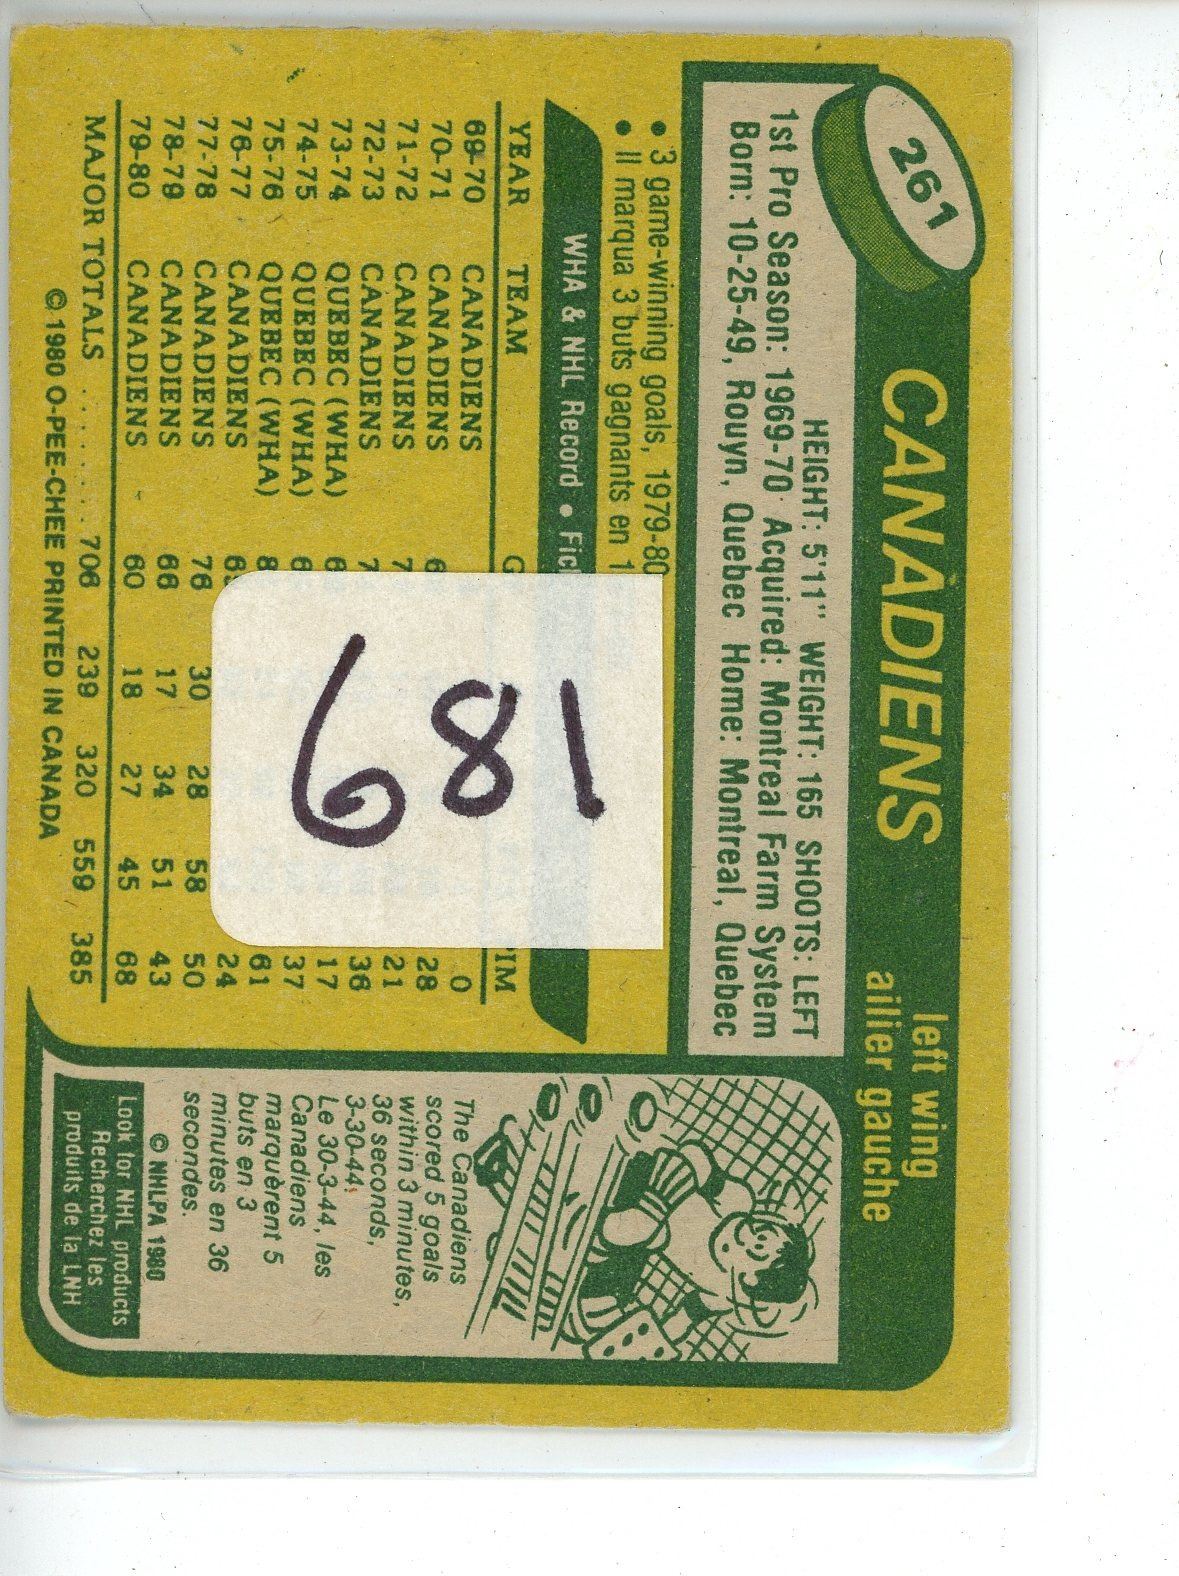 261
CANADIENS
left wing
ailier gauche
HEIGHT: 5'11" WEIGHT: 165 SHOOTS: LEFT
1st Pro Season: 1969-70 Acquired: Montreal Farm System
Born: 10-25-49, Rouyn, Quebec Home: Montreal, Quebec
• 3 game-winning goals, 1979-80
• Il marqua 3 buts gagnants en
WHA & NHL Record •
YEAR TEAM
69-70 CANADIENS 0
70-71 CANADIENS 28
71-72 CANADIENS 21
72-73 CANADIENS 36
73-74 QUEBEC (WHA) 17
74-75 QUEBEC (WHA) 37
75-76 QUEBEC (WHA) 61
76-77 CANADIENS 24
77-78 CANADIENS 76 30 28 58 50
78-79 CANADIENS 66 17 34 51 43
79-80 CANADIENS 60 18 27 45 68
MAJOR TOTALS ........ 706 239 320 559 385
© 1980 O-PEE-CHEE PRINTED IN CANADA
681
The Canadiens
scored 5 goals
within 3 minutes,
36 seconds,
3-30-44.
Le 30-3-44, les
Canadiens
marquèrent 5
buts en 3
minutes en 36
secondes.
© NHLPA 1980
Look for NHL products
Recherchez les
produits de la LNH